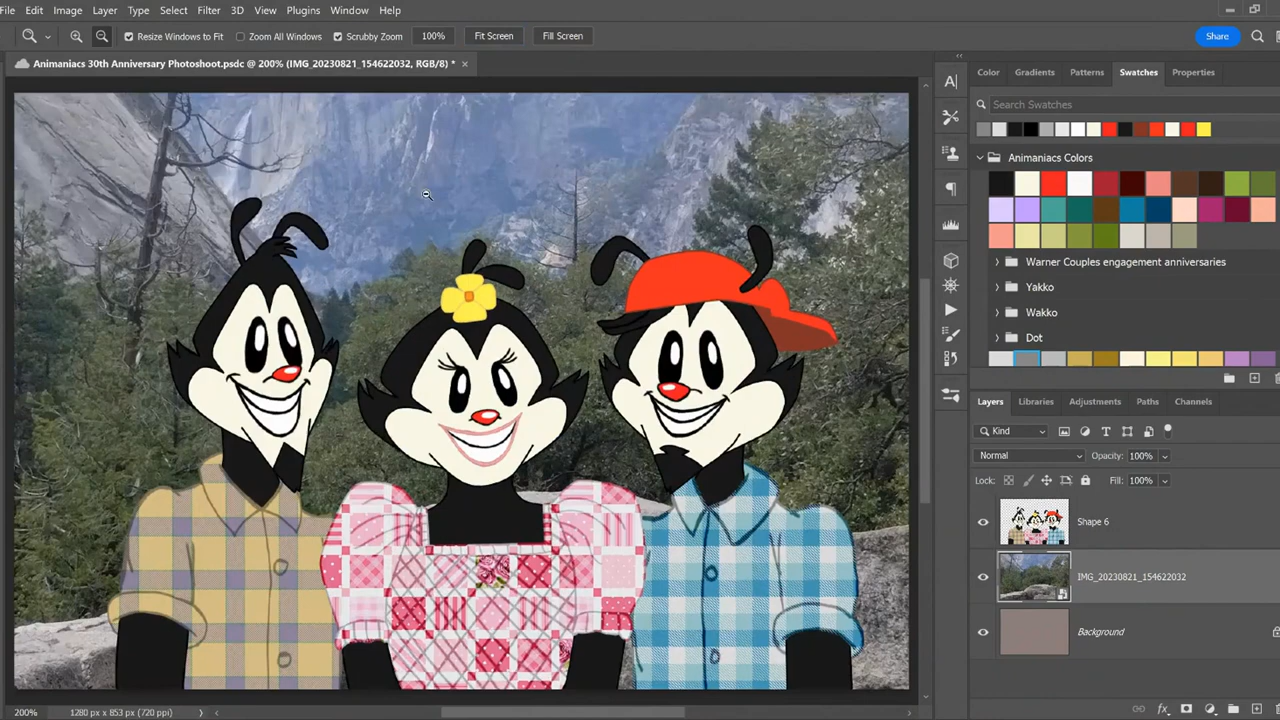 File Edit Image Layer Type Select Filter 3D View Plugins Window Help
Resize Windows to Fit Zoom All Windows Scrubby Zoom 100% Fit Screen Fill Screen Share
Animaniacs 30th Anniversary Photoshoot.psdc @ 200% (IMG_20230821_154622032, RGB/8) *
Color Gradients Patterns Swatches Properties
Search Swatches
Animaniacs Colors
Warner Couples engagement anniversaries
Yakko
Wakko
Dot
Layers Libraries Adjustments Paths Channels
Kind
Normal Opacity: 100%
Lock: Fill: 100%
Shape 6
IMG_20230821_154622032
Background
200% 1280 px x 853 px (720 ppi)